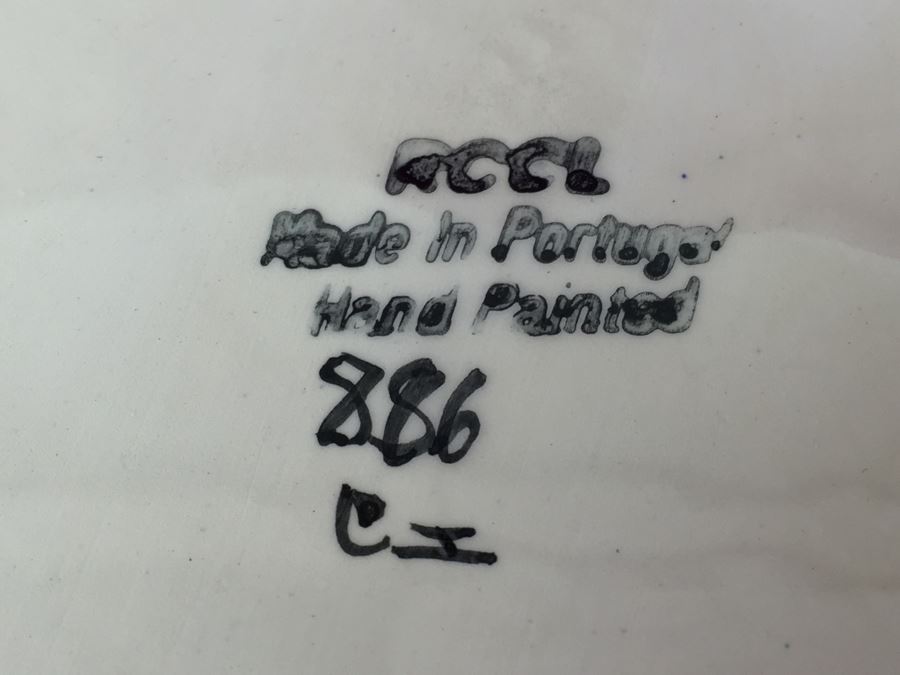 RCCL
Made In Portugal
Hand Painted
886